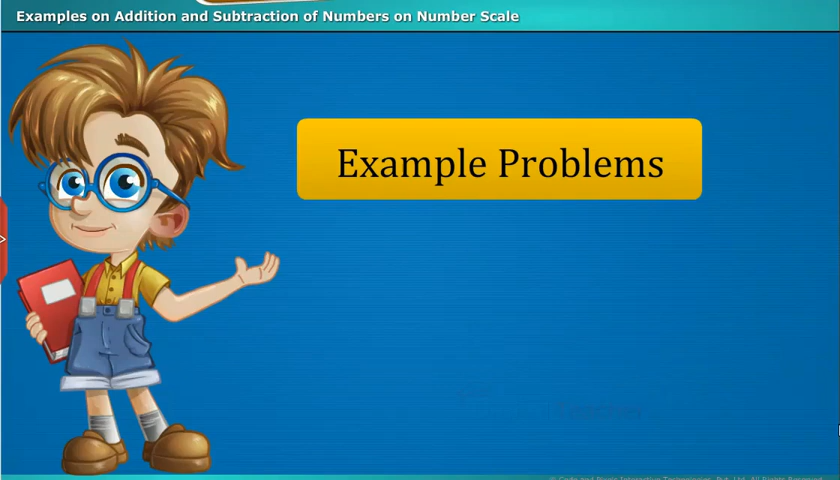 Examples on Addition and Subtraction of Numbers on Number Scale
Example Problems